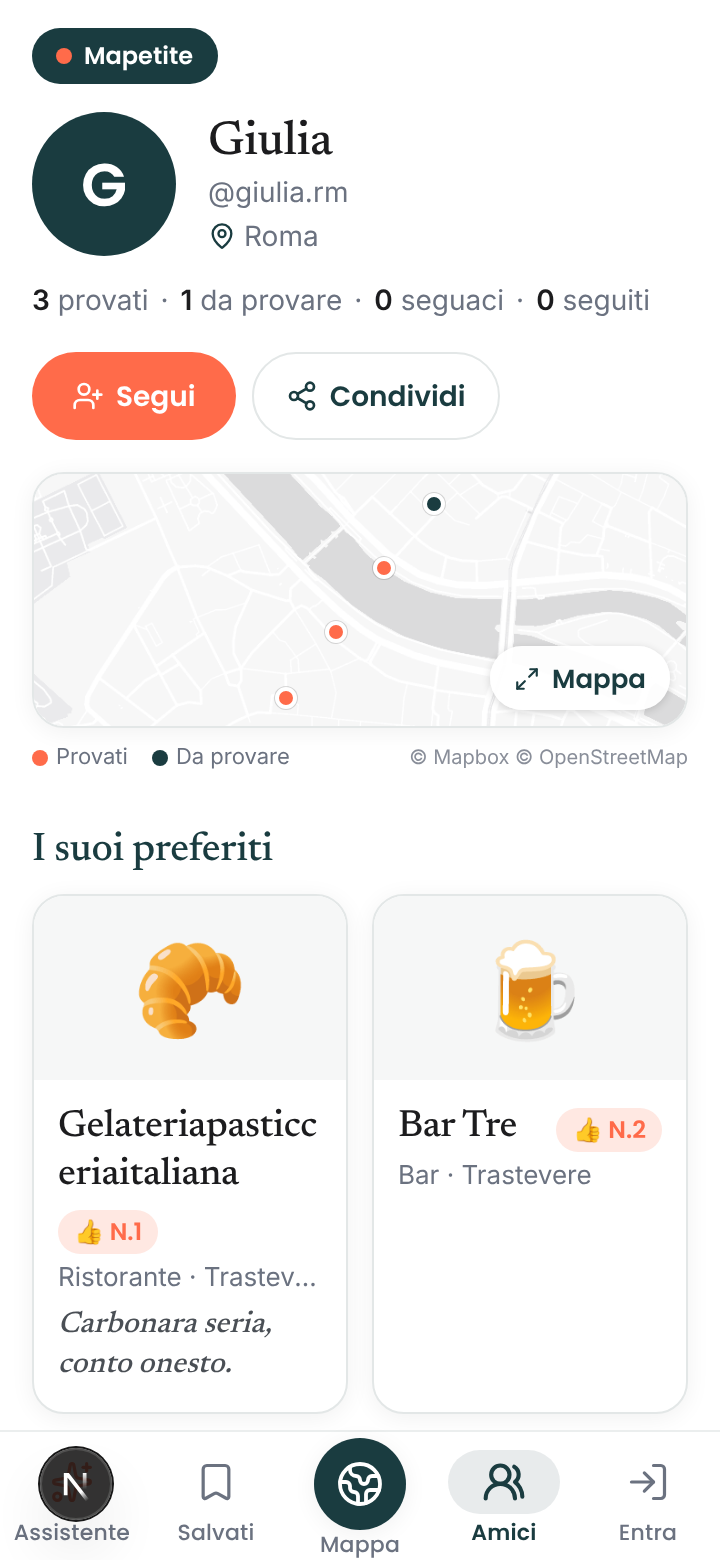 Mapetite
G
Giulia
@giulia.rm
Roma
3 provati · 1 da provare · 0 seguaci · 0 seguiti
Segui
Condividi
Mappa
Provati
Da provare
© Mapbox © OpenStreetMap
I suoi preferiti
Gelateriapasticc
eriaitaliana
👍 N.1
Ristorante · Trastev...
Carbonara seria,
conto onesto.
Bar Tre
👍 N.2
Bar · Trastevere
N
Assistente
Salvati
Mappa
Amici
Entra